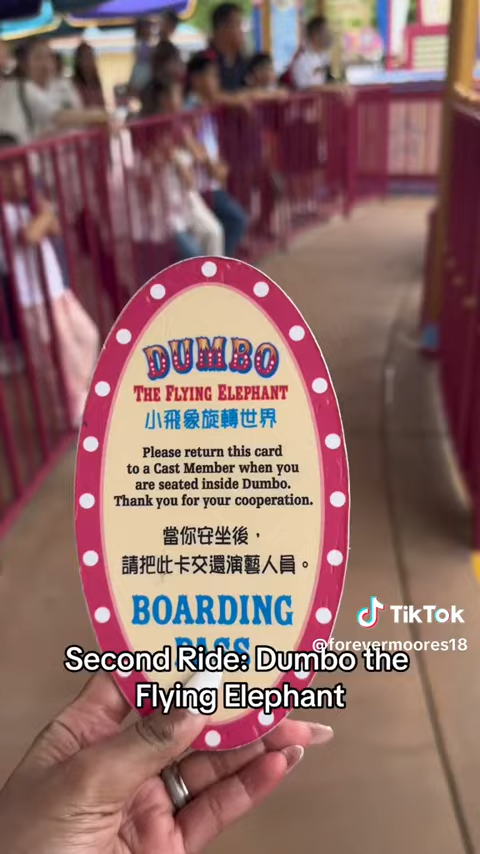 DUMBO
THE FLYING ELEPHANT
小飛象旋轉世界
Please return this card
to a Cast Member when you
are seated inside Dumbo.
Thank you for your cooperation.
當你安坐後，
請把此卡交還演藝人員。
BOARDING
PASS
TikTok
@forevermoores18
Second Ride: Dumbo the
Flying Elephant